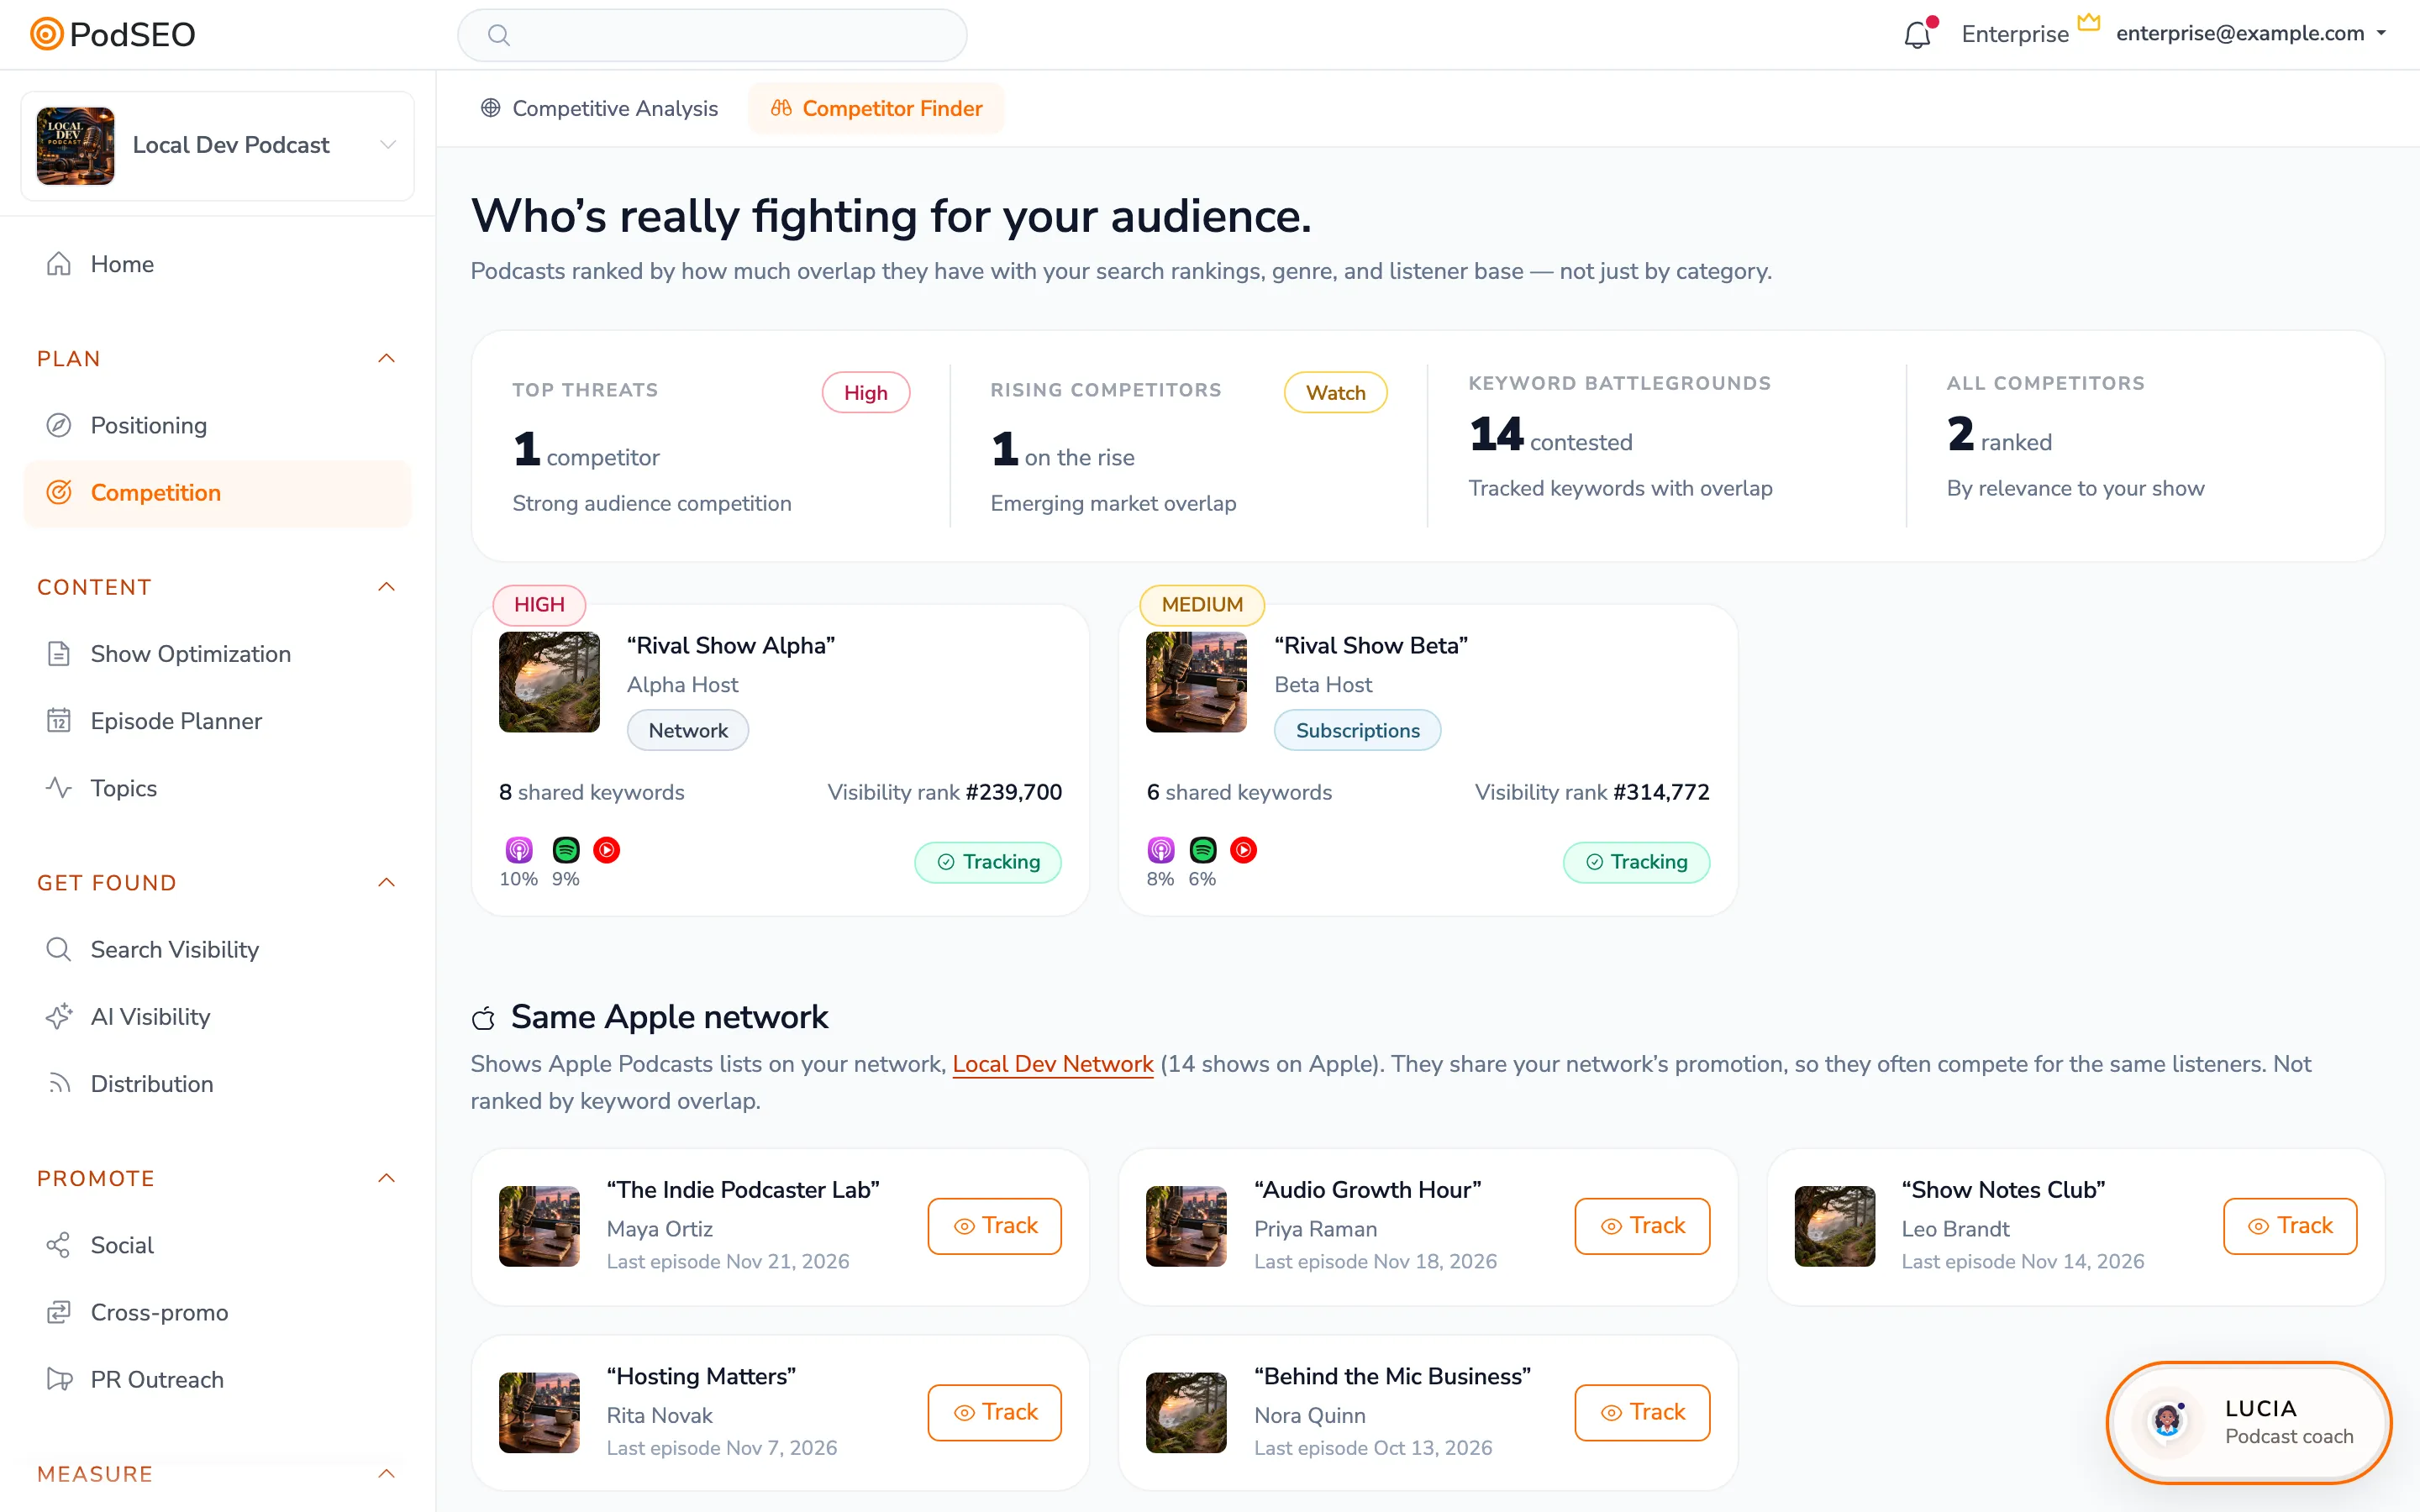 PodSEO
Enterprise
enterprise@example.com
LOCAL
DEV
PODCAST
Local Dev Podcast
Home
PLAN
Positioning
Competition
CONTENT
Show Optimization
12
Episode Planner
Topics
GET FOUND
Search Visibility
AI Visibility
Distribution
PROMOTE
Social
Cross-promo
PR Outreach
MEASURE
Competitive Analysis
Competitor Finder
Who’s really fighting for your audience.
Podcasts ranked by how much overlap they have with your search rankings, genre, and listener base — not just by category.
TOP THREATS
High
1 competitor
Strong audience competition
RISING COMPETITORS
Watch
1 on the rise
Emerging market overlap
KEYWORD BATTLEGROUNDS
14 contested
Tracked keywords with overlap
ALL COMPETITORS
2 ranked
By relevance to your show
HIGH
“Rival Show Alpha”
Alpha Host
Network
8 shared keywords
Visibility rank #239,700
10% 9%
Tracking
MEDIUM
“Rival Show Beta”
Beta Host
Subscriptions
6 shared keywords
Visibility rank #314,772
8% 6%
Tracking
Same Apple network
Shows Apple Podcasts lists on your network, Local Dev Network (14 shows on Apple). They share your network’s promotion, so they often compete for the same listeners. Not
ranked by keyword overlap.
“The Indie Podcaster Lab”
Maya Ortiz
Last episode Nov 21, 2026
Track
“Audio Growth Hour”
Priya Raman
Last episode Nov 18, 2026
Track
“Show Notes Club”
Leo Brandt
Last episode Nov 14, 2026
Track
“Hosting Matters”
Rita Novak
Last episode Nov 7, 2026
Track
“Behind the Mic Business”
Nora Quinn
Last episode Oct 13, 2026
Track
LUCIA
Podcast coach